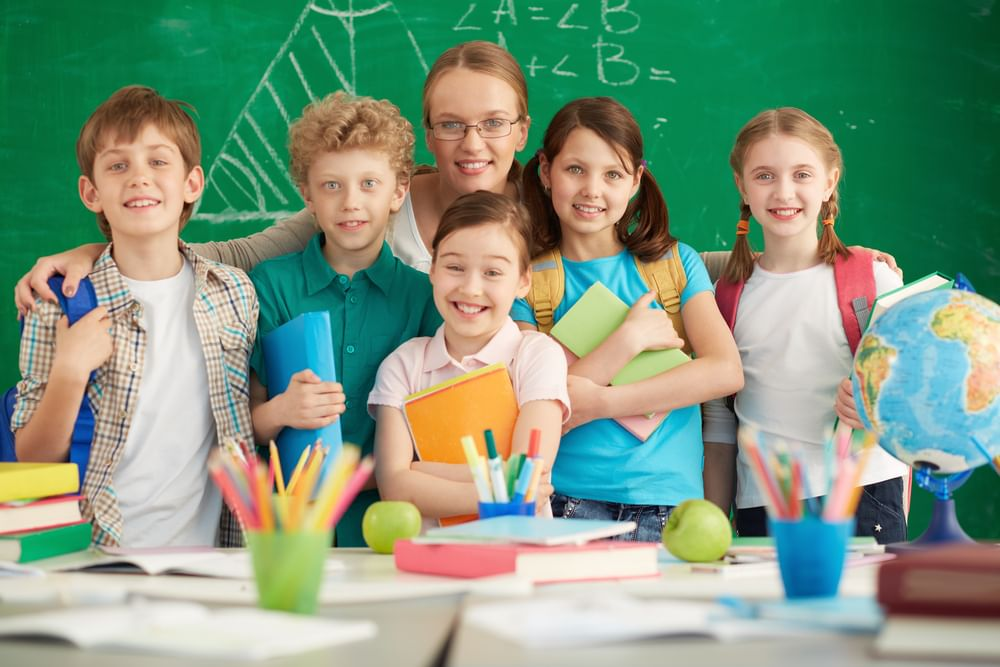 ∠A = ∠B
+∠B =